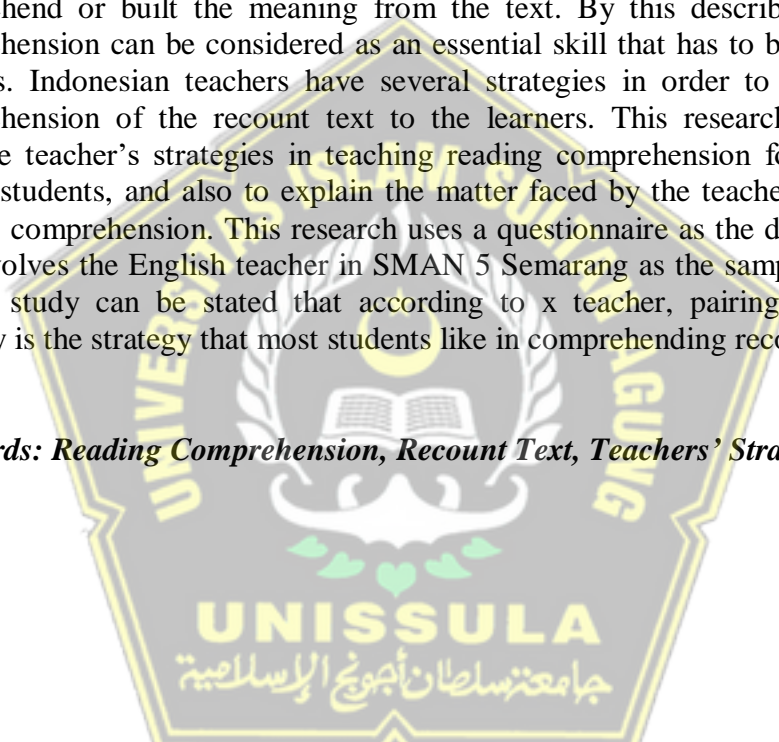 hend or built the meaning from the text. By this describ
hension can be considered as an essential skill that has to b
s. Indonesian teachers have several strategies in order to
hension of the recount text to the learners. This research
e teacher's strategies in teaching reading comprehension fo
students, and also to explain the matter faced by the teache
comprehension. This research uses a questionnaire as the d
volves the English teacher in SMAN 5 Semarang as the samp
study can be stated that according to x teacher, pairing
y is the strategy that most students like in comprehending reco
rds: Reading Comprehension, Recount Text, Teachers' Stra
UNIVERSITAS ISLAM SULTAN AGUNG
UNISSULA
جامعتنسلطان أجونج الإسلامية